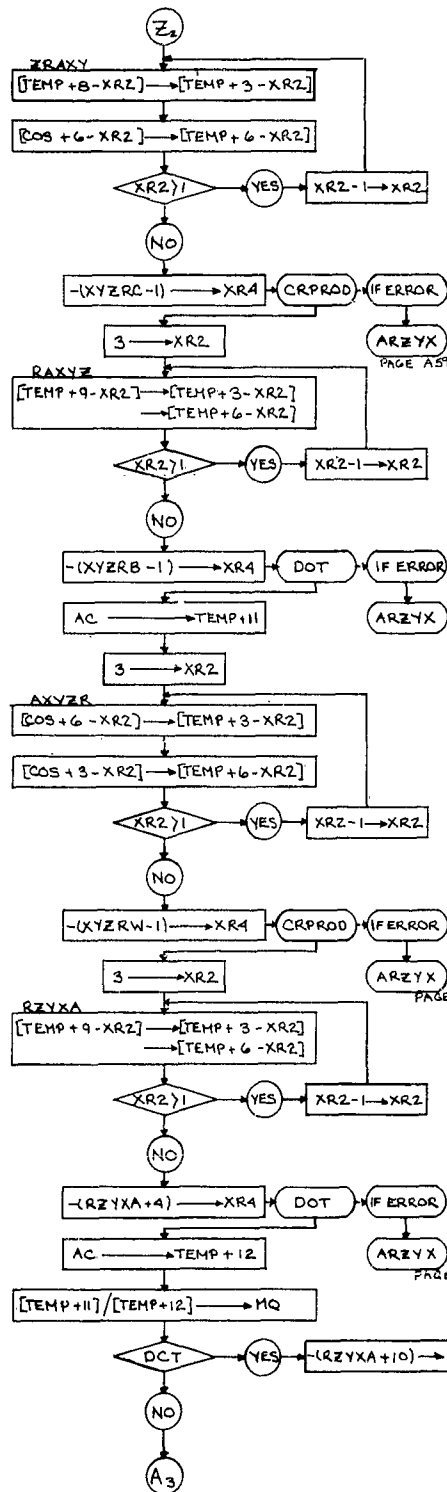 Z2
ZRAXY
[TEMP+8-XR2] → [TEMP+3-XR2]
[COS+6-XR2] → [TEMP+6-XR2]
XR2>1 YES XR2-1→XR2
NO
-(XYZRC-1) → XR4 CRPROD IF ERROR
3 → XR2 ARZYX
PAGE A5
RAXYZ
[TEMP+9-XR2] → [TEMP+3-XR2]
→ [TEMP+6-XR2]
XR2>1 YES XR2-1→XR2
NO
-(XYZRB-1) → XR4 DOT IF ERROR
AC → TEMP+11 ARZYX
3 → XR2
AXYZR
[COS+6-XR2] → [TEMP+3-XR2]
[COS+3-XR2] → [TEMP+6-XR2]
XR2>1 YES XR2-1→XR2
NO
-(XYZRW-1) → XR4 CRPROD IF ERROR
3 → XR2 ARZYX
PAGE
RZYXA
[TEMP+9-XR2] → [TEMP+3-XR2]
→ [TEMP+6-XR2]
XR2>1 YES XR2-1→XR2
NO
-(RZYXA+4) → XR4 DOT IF ERROR
AC → TEMP+12 ARZYX
PAGE
[TEMP+11]/[TEMP+12] → MQ
DCT YES -(RZYXA+10) →
NO
A3